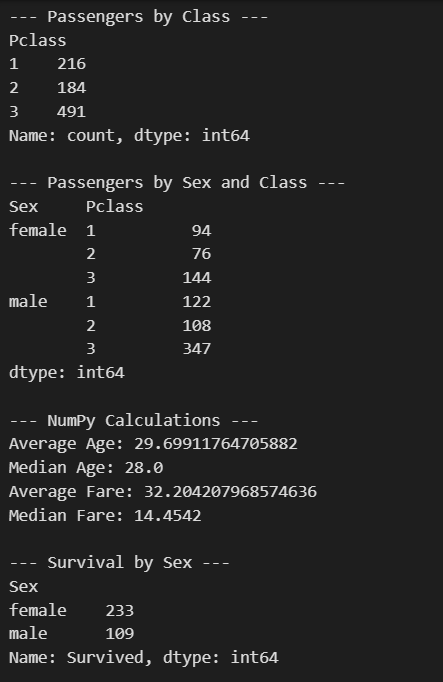 --- Passengers by Class ---
Pclass
1    216
2    184
3    491
Name: count, dtype: int64

--- Passengers by Sex and Class ---
Sex     Pclass
female  1          94
        2          76
        3         144
male    1         122
        2         108
        3         347
dtype: int64

--- NumPy Calculations ---
Average Age: 29.69911764705882
Median Age: 28.0
Average Fare: 32.204207968574636
Median Fare: 14.4542

--- Survival by Sex ---
Sex
female    233
male      109
Name: Survived, dtype: int64